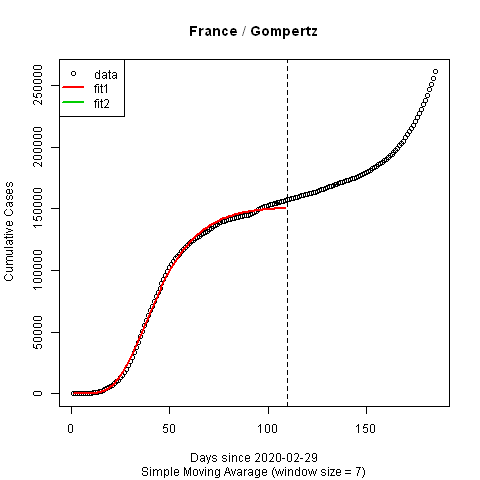 France / Gompertz
data
fit1
fit2
Cumulative Cases
0
50000
100000
150000
200000
250000
0
50
100
150
Days since 2020-02-29
Simple Moving Avarage (window size = 7)